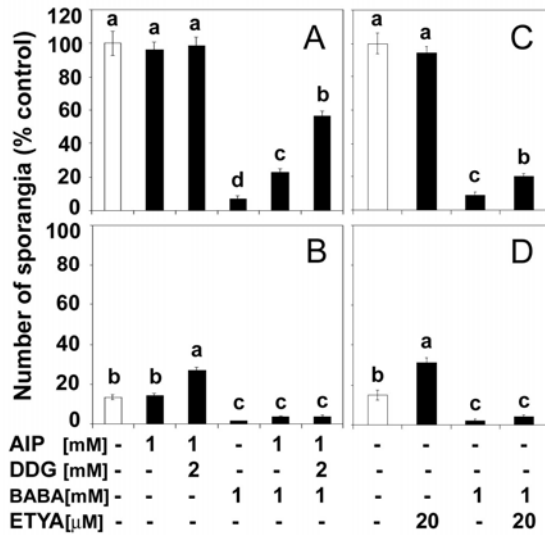 Number of sporangia (% control)
120
100
80
60
40
20
0
A
a a a d c b
C
a a c b
100
80
60
40
20
0
B
b b a c c c
D
b a c c
AIP [mM] - 1 1 - 1 1 - - - -
DDG [mM] - - 2 - - 2 - - - -
BABA[mM] - - - 1 1 1 - - 1 1
ETYA[µM] - - - - - - - 20 - 20